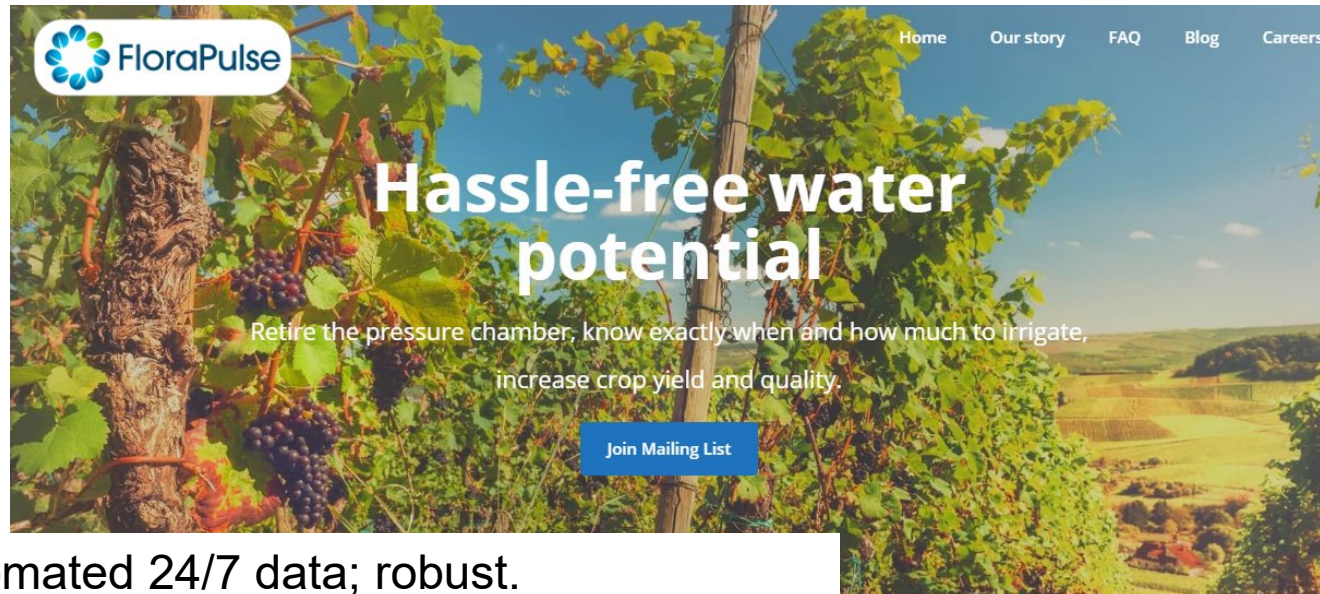 FloraPulse
Home Our story FAQ Blog Careers
Hassle-free water
potential
Retire the pressure chamber, know exactly when and how much to irrigate,
increase crop yield and quality.
Join Mailing List
mated 24/7 data; robust.